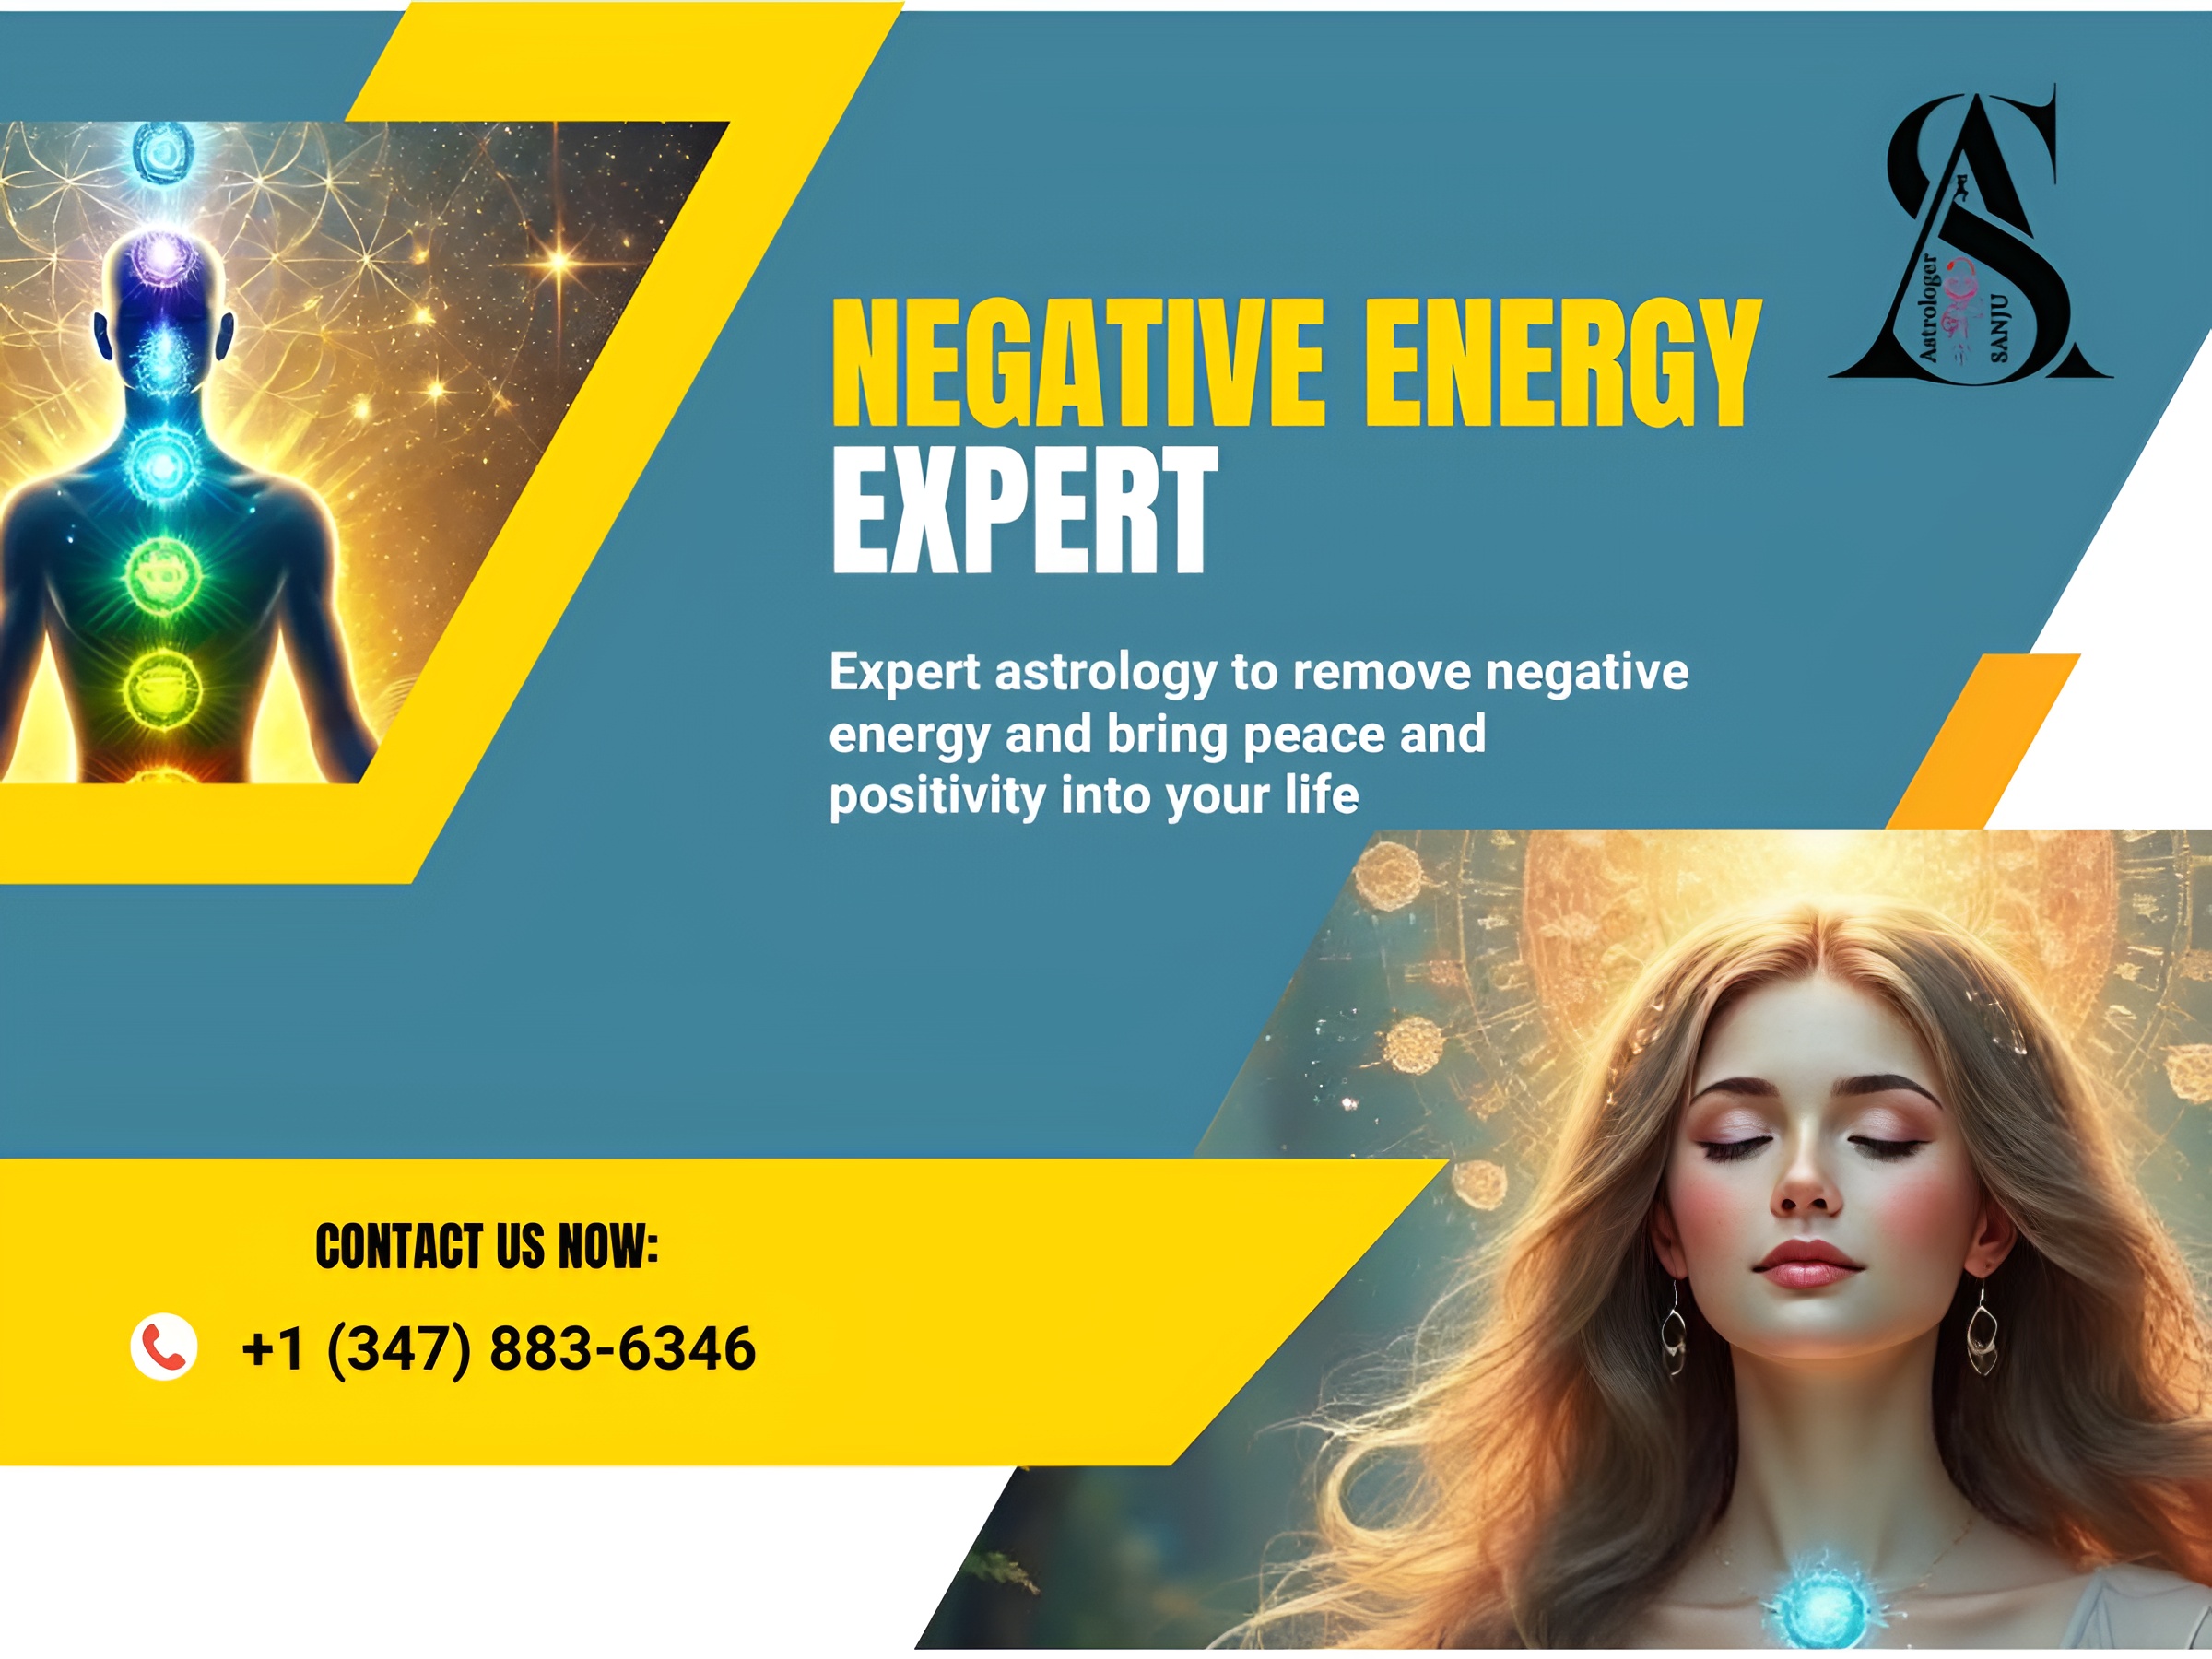 Astrologer
SANJU
NEGATIVE ENERGY
EXPERT
Expert astrology to remove negative
energy and bring peace and
positivity into your life
CONTACT US NOW:
+1 (347) 883-6346